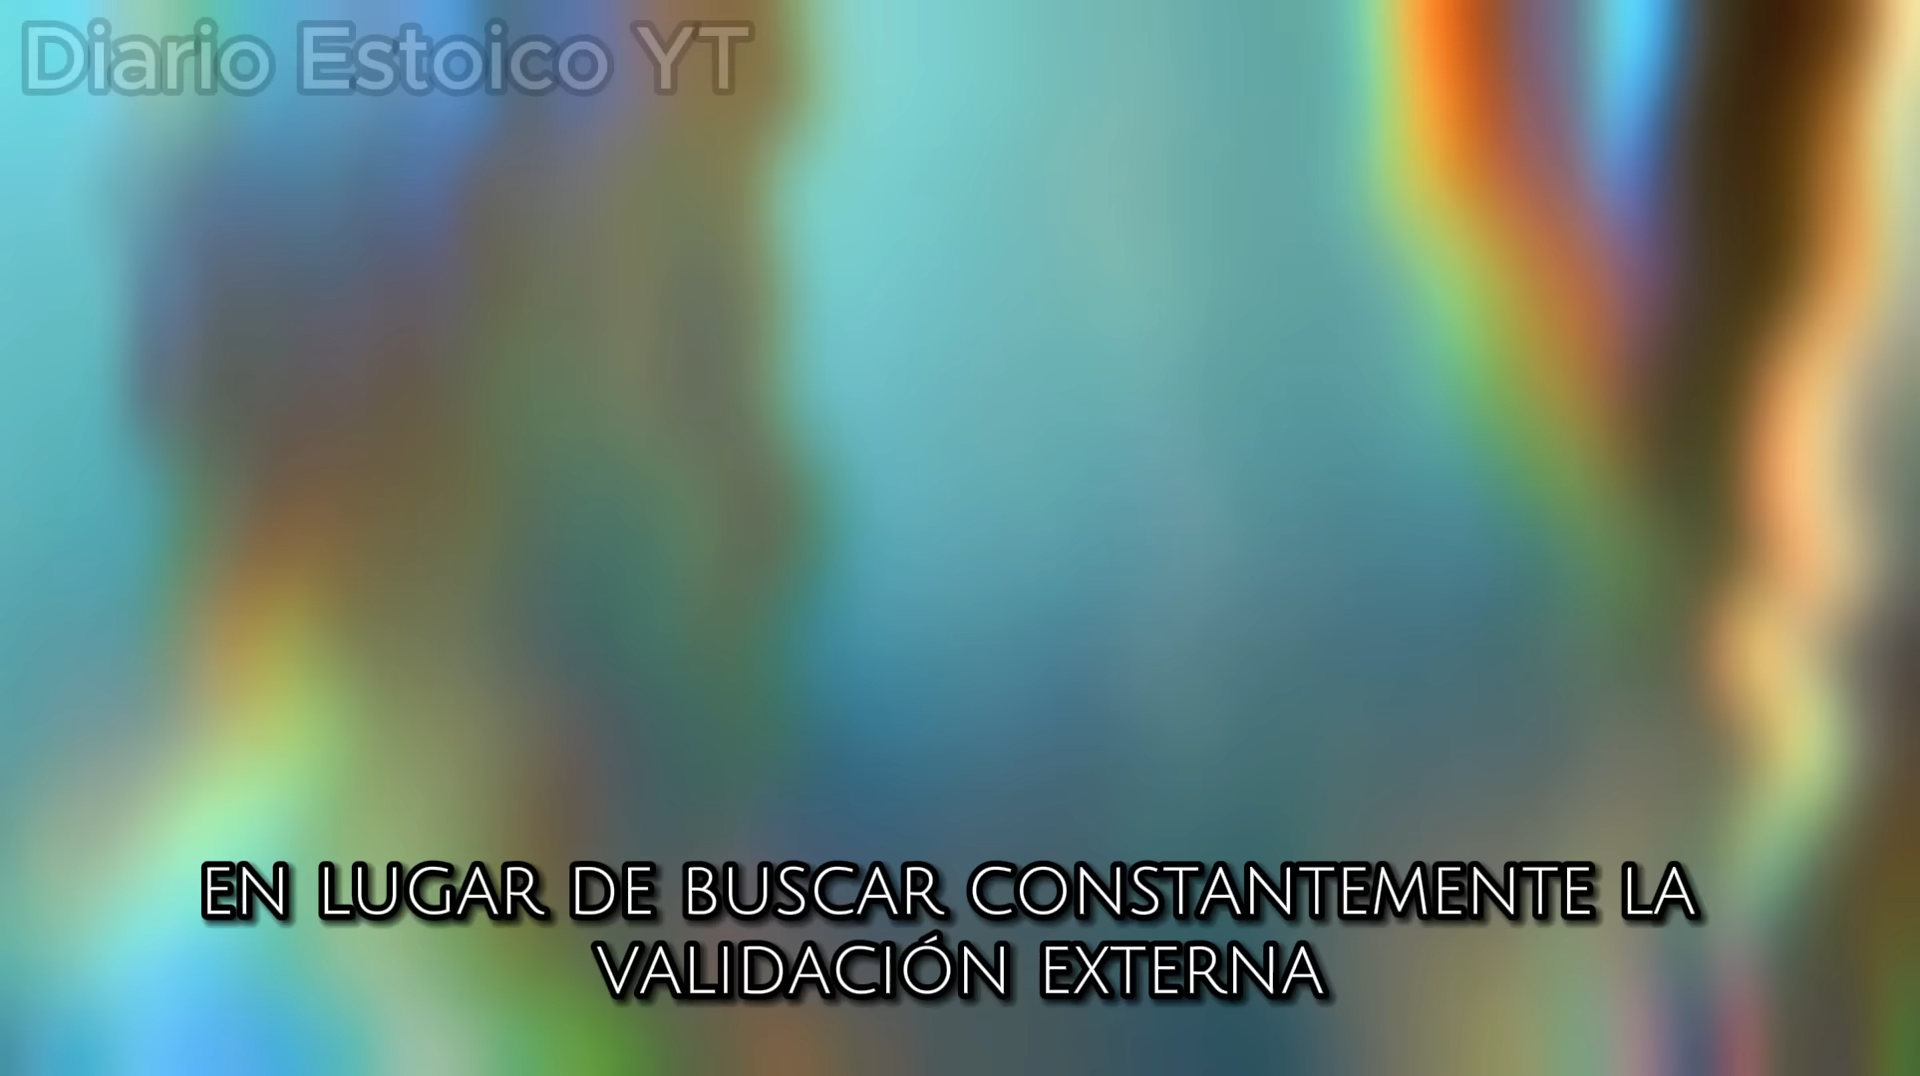 Diario Estoico YT
EN LUGAR DE BUSCAR CONSTANTEMENTE LA
VALIDACIÓN EXTERNA